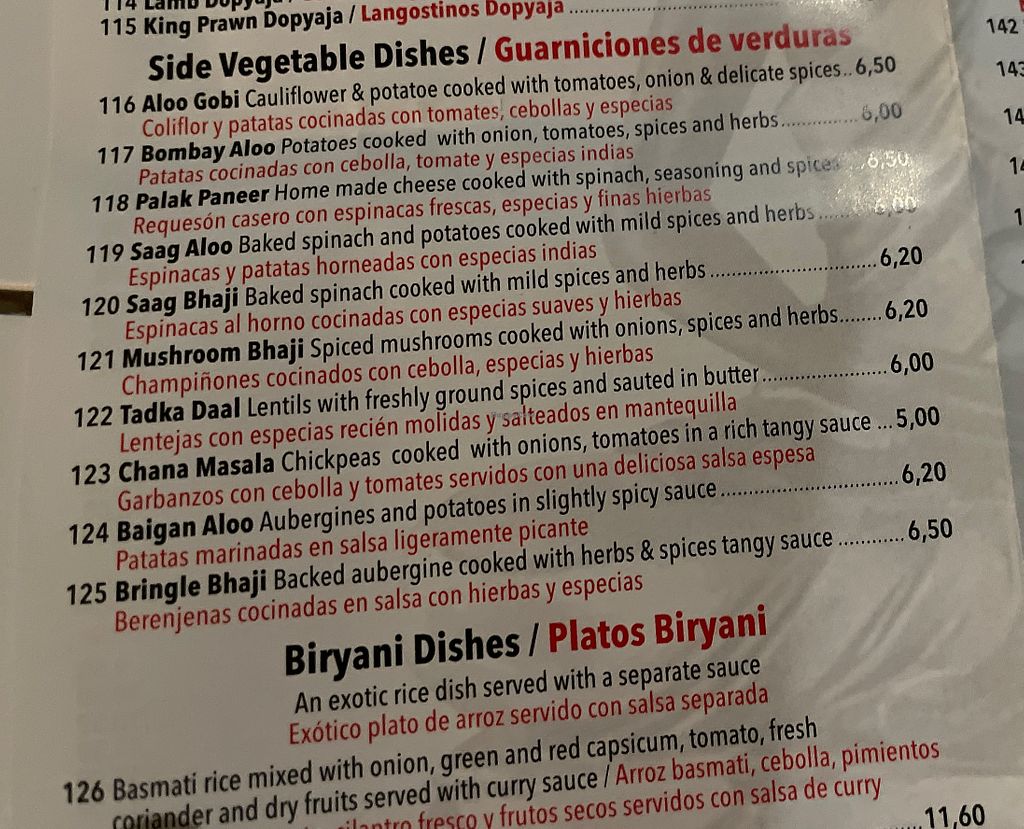 114 Lamb Dopyaja /
115 King Prawn Dopyaja / Langostinos Dopyaja
Side Vegetable Dishes / Guarniciones de verduras
116 Aloo Gobi Cauliflower & potatoe cooked with tomatoes, onion & delicate spices..6,50
Coliflor y patatas cocinadas con tomates, cebollas y especias
117 Bombay Aloo Potatoes cooked with onion, tomatoes, spices and herbs...............6,00
Patatas cocinadas con cebolla, tomate y especias indias
118 Palak Paneer Home made cheese cooked with spinach, seasoning and spices ...6,50
Requesón casero con espinacas frescas, especias y finas hierbas
119 Saag Aloo Baked spinach and potatoes cooked with mild spices and herbs
Espinacas y patatas horneadas con especias indias
120 Saag Bhaji Baked spinach cooked with mild spices and herbs ................................6,20
Espinacas al horno cocinadas con especias suaves y hierbas
121 Mushroom Bhaji Spiced mushrooms cooked with onions, spices and herbs........6,20
Champiñones cocinados con cebolla, especias y hierbas
122 Tadka Daal Lentils with freshly ground spices and sauted in butter........................6,00
Lentejas con especias recién molidas y salteados en mantequilla
123 Chana Masala Chickpeas cooked with onions, tomatoes in a rich tangy sauce ...5,00
Garbanzos con cebolla y tomates servidos con una deliciosa salsa espesa
124 Baigan Aloo Aubergines and potatoes in slightly spicy sauce ..................................6,20
Patatas marinadas en salsa ligeramente picante
125 Bringle Bhaji Backed aubergine cooked with herbs & spices tangy sauce ............6,50
Berenjenas cocinadas en salsa con hierbas y especias
Biryani Dishes / Platos Biryani
An exotic rice dish served with a separate sauce
Exótico plato de arroz servido con salsa separada
126 Basmati rice mixed with onion, green and red capsicum, tomato, fresh
coriander and dry fruits served with curry sauce / Arroz basmati, cebolla, pimientos
cilantro fresco y frutos secos servidos con salsa de curry
11,60
142
143